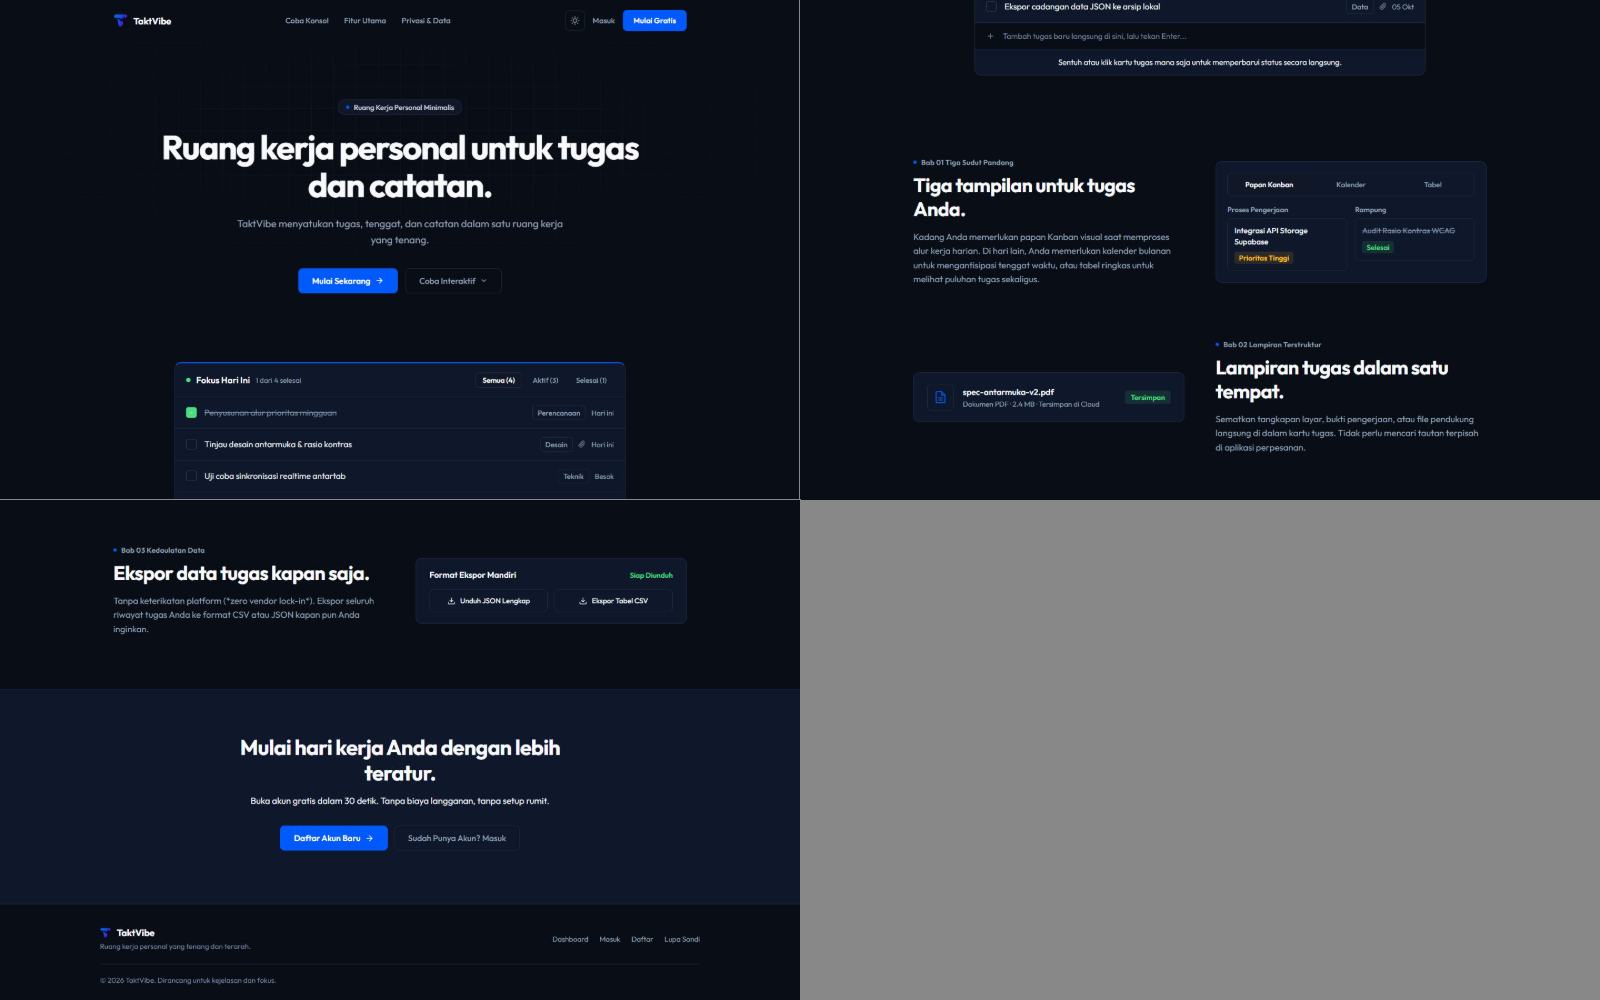 TaktVibe
Coba Konsol
Fitur Utama
Privasi & Data
Masuk
Mulai Gratis
Ruang Kerja Personal Minimalis
Ruang kerja personal untuk tugas
dan catatan.
TaktVibe menyatukan tugas, tenggat, dan catatan dalam satu ruang kerja
yang tenang.
Mulai Sekarang
Coba Interaktif
Fokus Hari Ini 1 dari 4 selesai
Semua (4)
Aktif (3)
Selesai (1)
Penyusunan alur prioritas mingguan
Perencanaan
Hari ini
Tinjau desain antarmuka & rasio kontras
Desain
Hari ini
Uji coba sinkronisasi realtime antartab
Teknik
Besok
Ekspor cadangan data JSON ke arsip lokal
Data
05 Okt
+ Tambah tugas baru langsung di sini, lalu tekan Enter...
Sentuh atau klik kartu tugas mana saja untuk memperbarui status secara langsung.
Bab 01 Tiga Sudut Pandang
Tiga tampilan untuk tugas
Anda.
Kadang Anda memerlukan papan Kanban visual saat memproses
alur kerja harian. Di hari lain, Anda memerlukan kalender bulanan
untuk mengantisipasi tenggat waktu, atau tabel ringkas untuk
melihat puluhan tugas sekaligus.
Papan Kanban
Kalender
Tabel
Proses Pengerjaan
Integrasi API Storage
Supabase
Prioritas Tinggi
Rampung
Audit Rasio Kontras WCAG
Selesai
spec-antarmuka-v2.pdf
Dokumen PDF · 2.4 MB · Tersimpan di Cloud
Tersimpan
Bab 02 Lampiran Terstruktur
Lampiran tugas dalam satu
tempat.
Sematkan tangkapan layar, bukti pengerjaan, atau file pendukung
langsung di dalam kartu tugas. Tidak perlu mencari tautan terpisah
di aplikasi perpesanan.
Bab 03 Kedaulatan Data
Ekspor data tugas kapan saja.
Tanpa keterikatan platform (*zero vendor lock-in*). Ekspor seluruh
riwayat tugas Anda ke format CSV atau JSON kapan pun Anda
inginkan.
Format Ekspor Mandiri
Siap Diunduh
Unduh JSON Lengkap
Ekspor Tabel CSV
Mulai hari kerja Anda dengan lebih
teratur.
Buka akun gratis dalam 30 detik. Tanpa biaya langganan, tanpa setup rumit.
Daftar Akun Baru
Sudah Punya Akun? Masuk
TaktVibe
Ruang kerja personal yang tenang dan terarah.
Dashboard
Masuk
Daftar
Lupa Sandi
© 2026 TaktVibe. Dirancang untuk kejelasan dan fokus.